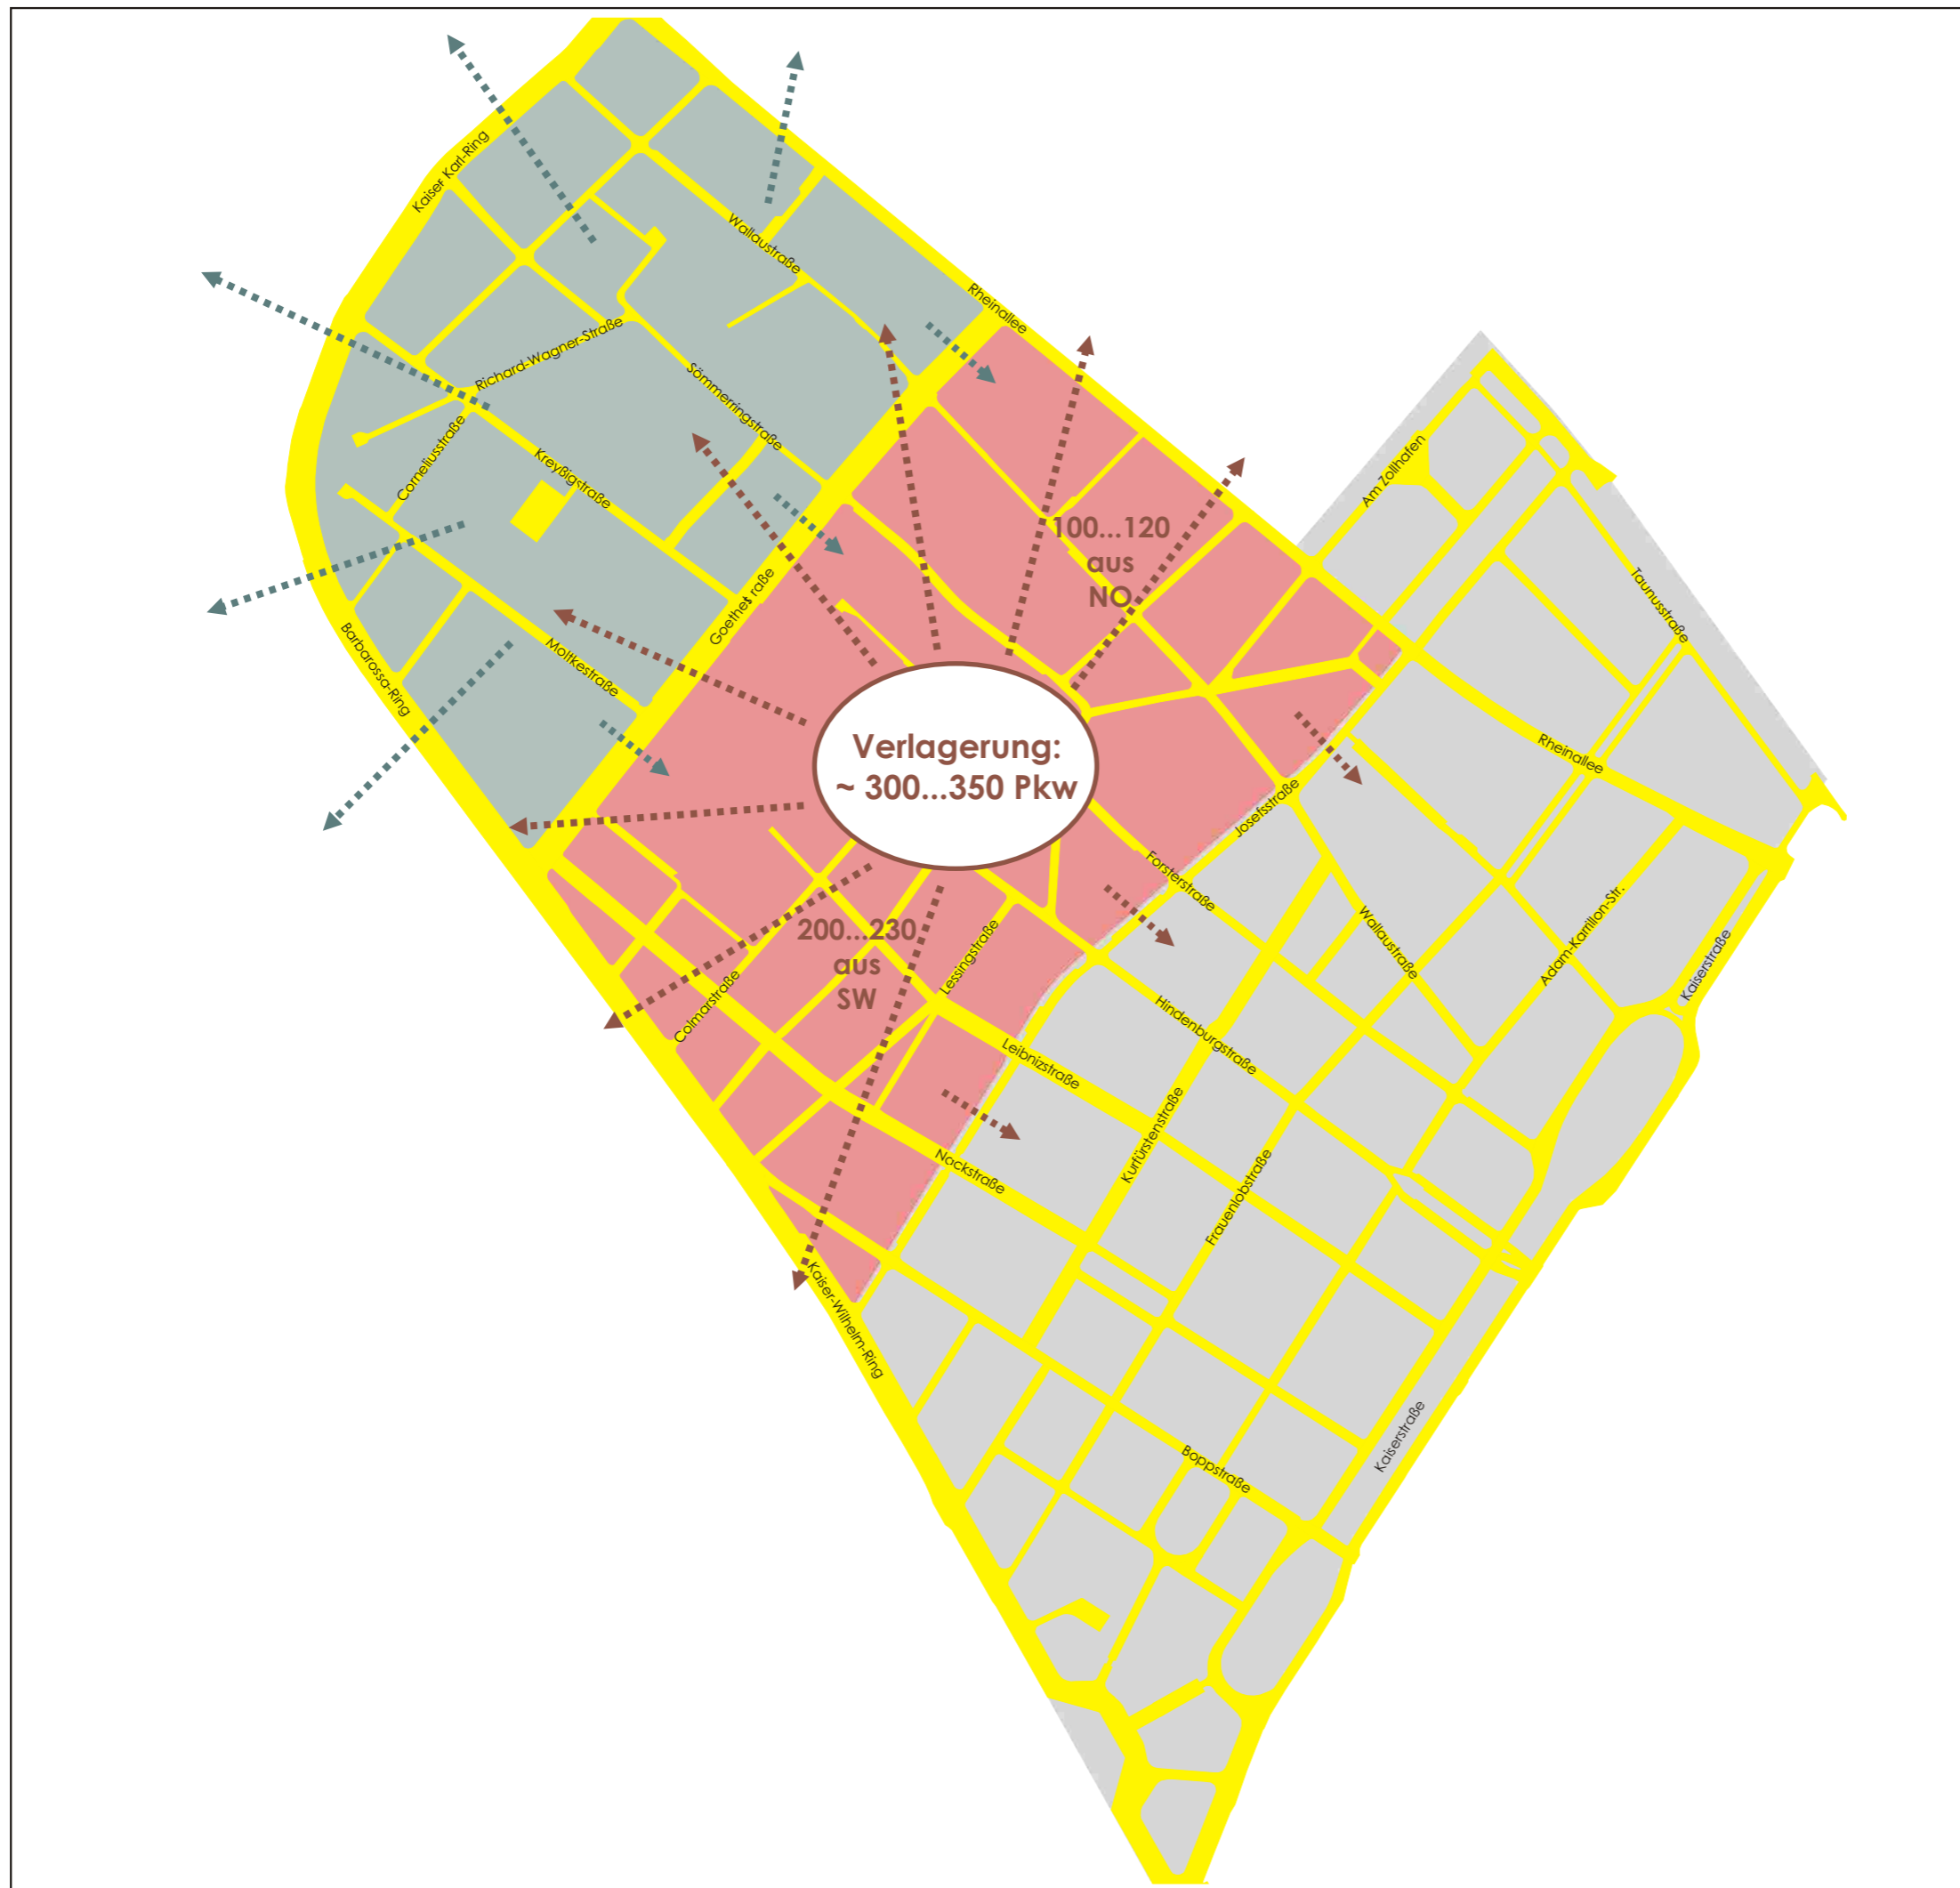 Kaiser Karl-Ring
Wallaustraße
Rheinallee
Richard-Wagner-Straße
Sömmerringstraße
Corneliusstraße
Kreyßigstraße
Am Zollhafen
100...120
aus
NO
Taunusstraße
Goethestraße
Barbarossa-Ring
Moltkestraße
Verlagerung:
~ 300...350 Pkw
Rheinallee
Josefsstraße
Forsterstraße
Wallaustraße
Adam-Karrillon-Str.
Kaiserstraße
200...230
aus
SW
Lessingstraße
Colmarstraße
Hindenburgstraße
Leibnizstraße
Kurfürstenstraße
Nackstraße
Frauenlobstraße
Kaiser-Wilhelm-Ring
Kaiserstraße
Boppstraße